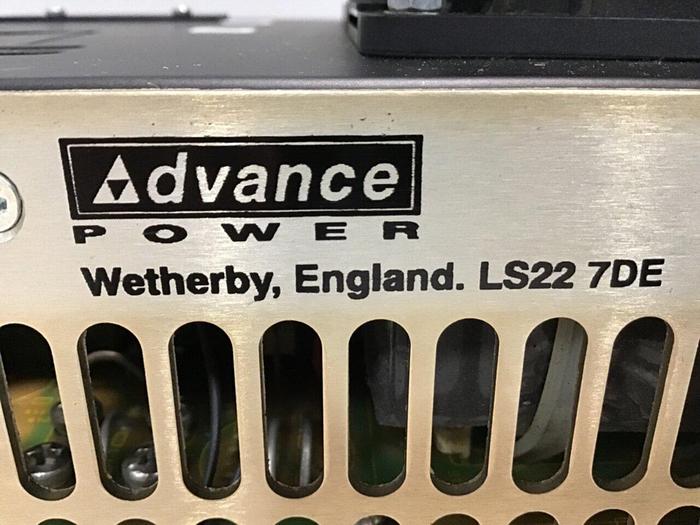 Advance
POWER
Wetherby, England. LS22 7DE